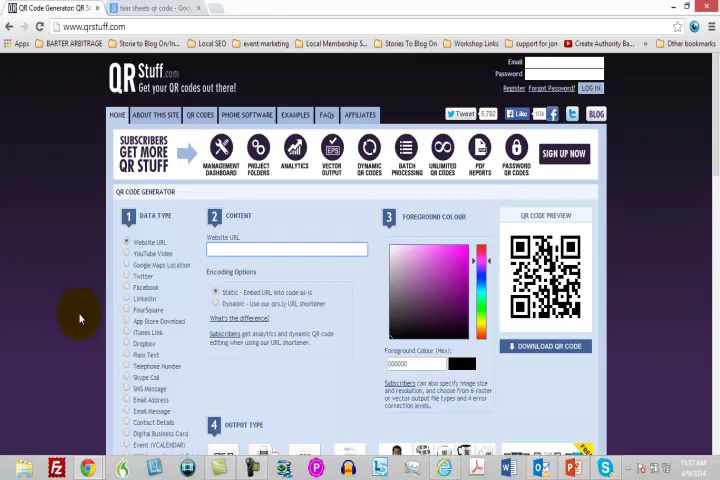 QR Code Generator: QR S
tear sheets qr code - Goo
www.qrstuff.com
Apps
BARTER ARBITRAGE
Storie to Blog On/In...
Local SEO
event marketing
Local Membership S...
Stories To Blog On
Workshop Links
support for jon
Create Authority Ba...
»
Other bookmarks
QR Stuff.com
Get your QR codes out there!
Email
Password
Register Forgot Password? LOG IN
HOME ABOUT THIS SITE QR CODES PHONE SOFTWARE EXAMPLES FAQs AFFILIATES
Tweet 5,782 Like 10k BLOG
SUBSCRIBERS
GET MORE
QR STUFF
MANAGEMENT
DASHBOARD
PROJECT
FOLDERS
ANALYTICS
EPS
VECTOR
OUTPUT
DYNAMIC
QR CODES
BATCH
PROCESSING
UNLIMITED
QR CODES
PDF
REPORTS
PASSWORD
QR CODES
SIGN UP NOW
QR CODE GENERATOR
1 DATA TYPE
Website URL
YouTube Video
Google Maps Location
Twitter
Facebook
LinkedIn
FourSquare
App Store Download
iTunes Link
Dropbox
Plain Text
Telephone Number
Skype Call
SMS Message
Email Address
Email Message
Contact Details
Digital Business Card
Event (VCALENDAR)
2 CONTENT
Website URL
Encoding Options
Static - Embed URL into code as-is
Dynamic - Use our qrs.ly URL shortener
What's the difference?
Subscribers get analytics and dynamic QR code
editing when using our URL shortener.
3 FOREGROUND COLOUR
Foreground Colour (Hex):
000000
Subscribers can also specify image size
and resolution, and choose from 6 raster
or vector output file types and 4 error
correction levels.
QR CODE PREVIEW
DOWNLOAD QR CODE
4 OUTPUT TYPE
FREE
11:57 AM
4/9/2014